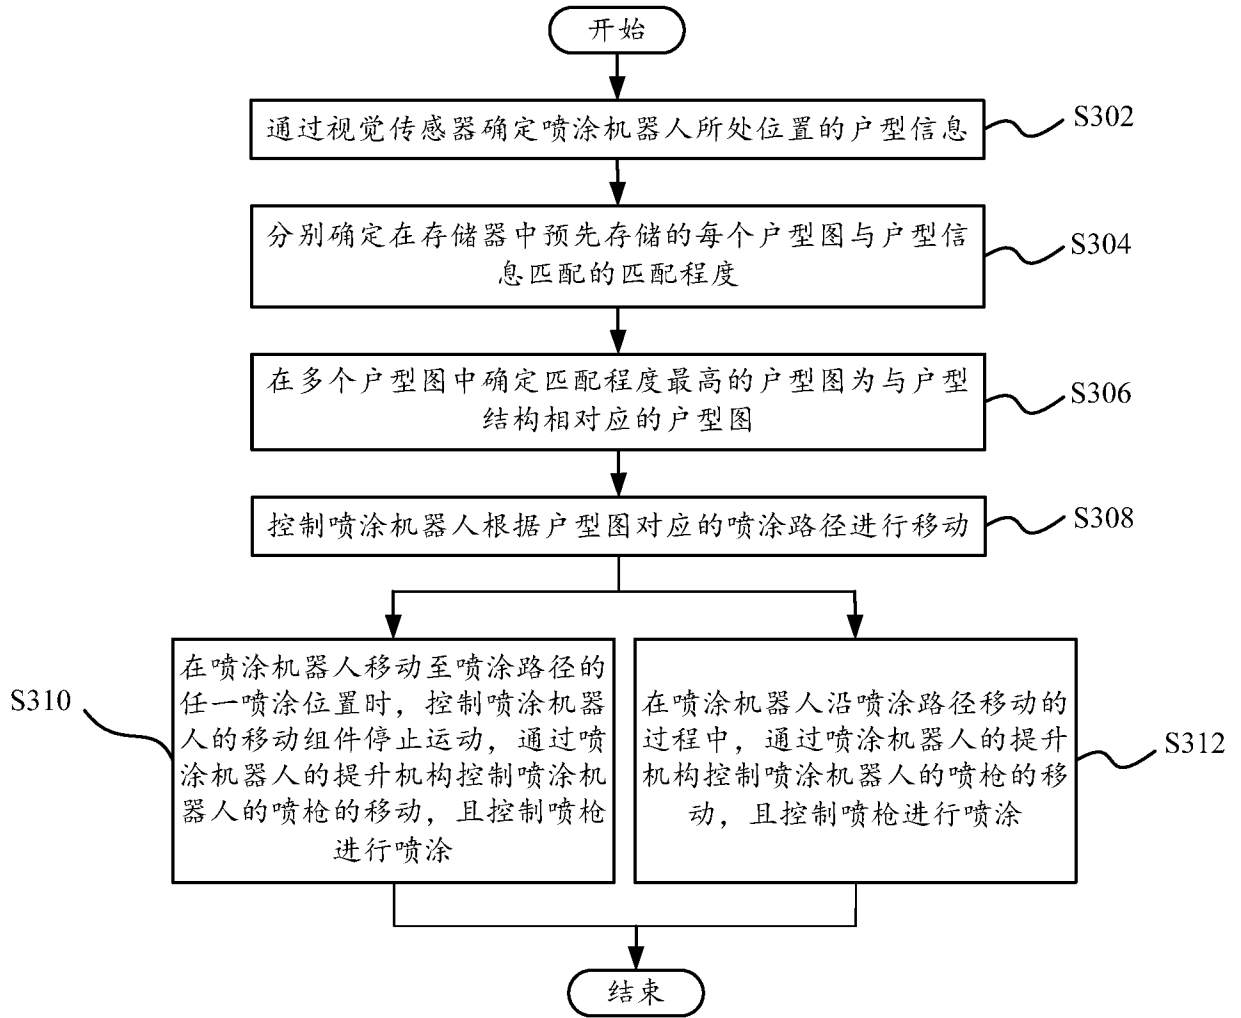 开始
通过视觉传感器确定喷涂机器人所处位置的户型信息
S302
分别确定在存储器中预先存储的每个户型图与户型信
息匹配的匹配程度
S304
在多个户型图中确定匹配程度最高的户型图为与户型
结构相对应的户型图
S306
控制喷涂机器人根据户型图对应的喷涂路径进行移动
S308
S310
在喷涂机器人移动至喷涂路径的
任一喷涂位置时，控制喷涂机器
人的移动组件停止运动，通过喷
涂机器人的提升机构控制喷涂机
器人的喷枪的移动，且控制喷枪
进行喷涂
在喷涂机器人沿喷涂路径移动的
过程中，通过喷涂机器人的提升
机构控制喷涂机器人的喷枪的移
动，且控制喷枪进行喷涂
S312
结束